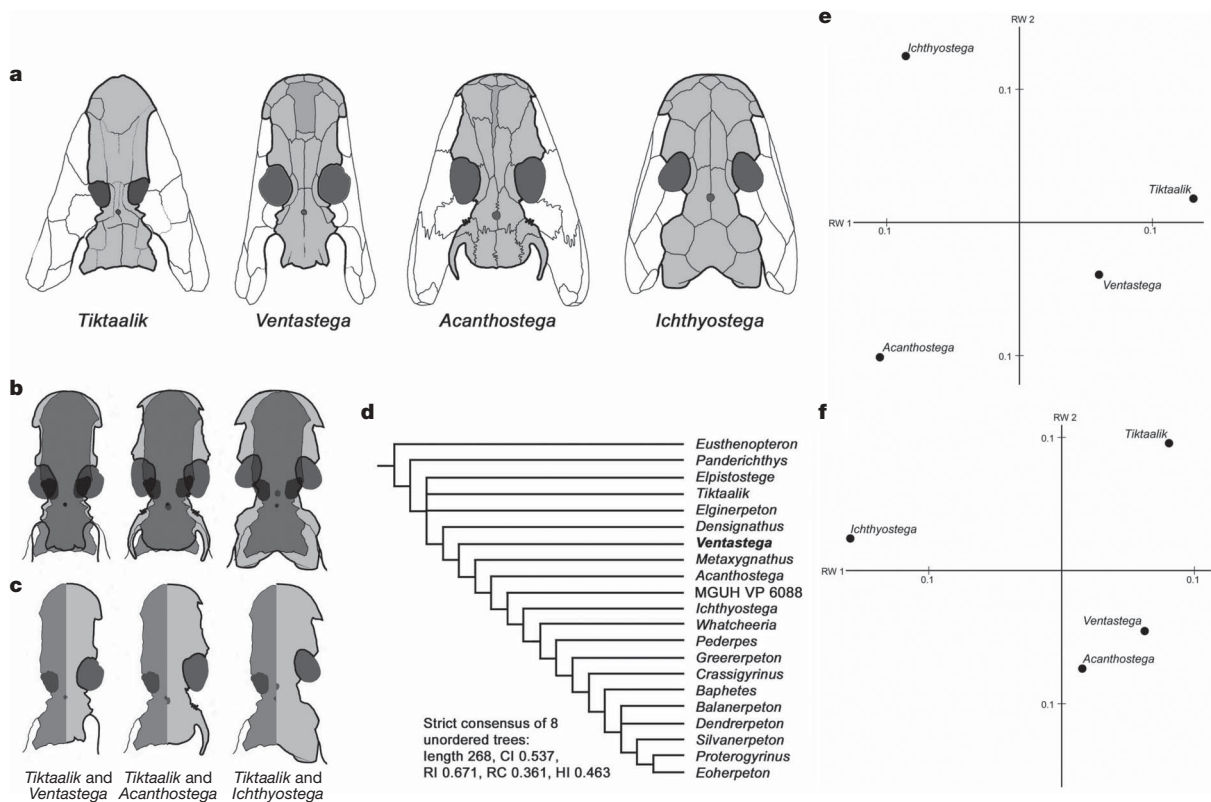 a
Tiktaalik
Ventastega
Acanthostega
Ichthyostega
b
c
Tiktaalik and
Ventastega
Tiktaalik and
Acanthostega
Tiktaalik and
Ichthyostega
d
Eusthenopteron
Panderichthys
Elpistostege
Tiktaalik
Elginerpeton
Densignathus
Ventastega
Metaxygnathus
Acanthostega
MGUH VP 6088
Ichthyostega
Whatcheeria
Pederpes
Greererpeton
Crassigyrinus
Baphetes
Balanerpeton
Dendrerpeton
Silvanerpeton
Proterogyrinus
Eoherpeton
Strict consensus of 8
unordered trees:
length 268, CI 0.537,
RI 0.671, RC 0.361, HI 0.463
e
RW 2
Ichthyostega
0.1
Tiktaalik
RW 1
0.1
0.1
Ventastega
Acanthostega
0.1
f
RW 2
Tiktaalik
0.1
Ichthyostega
RW 1
0.1
0.1
Ventastega
Acanthostega
0.1